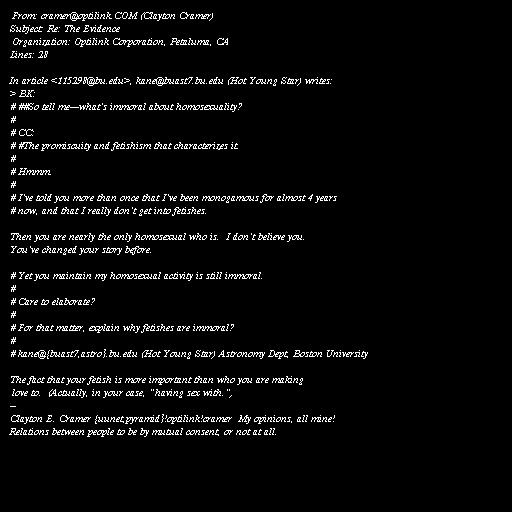 From: cramer@optilink.COM (Clayton Cramer)
Subject: Re: The Evidence
Organization: Optilink Corporation, Petaluma, CA
Lines: 28

In article <115298@bu.edu>, kane@buast7.bu.edu (Hot Young Star) writes:
> BK:
# ##So tell me---what's immoral about homosexuality?
#
# CC:
# #The promiscuity and fetishism that characterizes it.
#
# Hmmm.
#
# I've told you more than once that I've been monogamous for almost 4 years
# now, and that I really don't get into fetishes.

Then you are nearly the only homosexual who is.  I don't believe you.
You've changed your story before.

# Yet you maintain my homosexual activity is still immoral.
#
# Care to elaborate?
#
# For that matter, explain why fetishes are immoral?
#
# kane@{buast7,astro}.bu.edu (Hot Young Star) Astronomy Dept, Boston University

The fact that your fetish is more important than who you are making
love to.  (Actually, in your case, "having sex with.",
--
Clayton E. Cramer {uunet,pyramid}!optilink!cramer  My opinions, all mine!
Relations between people to be by mutual consent, or not at all.